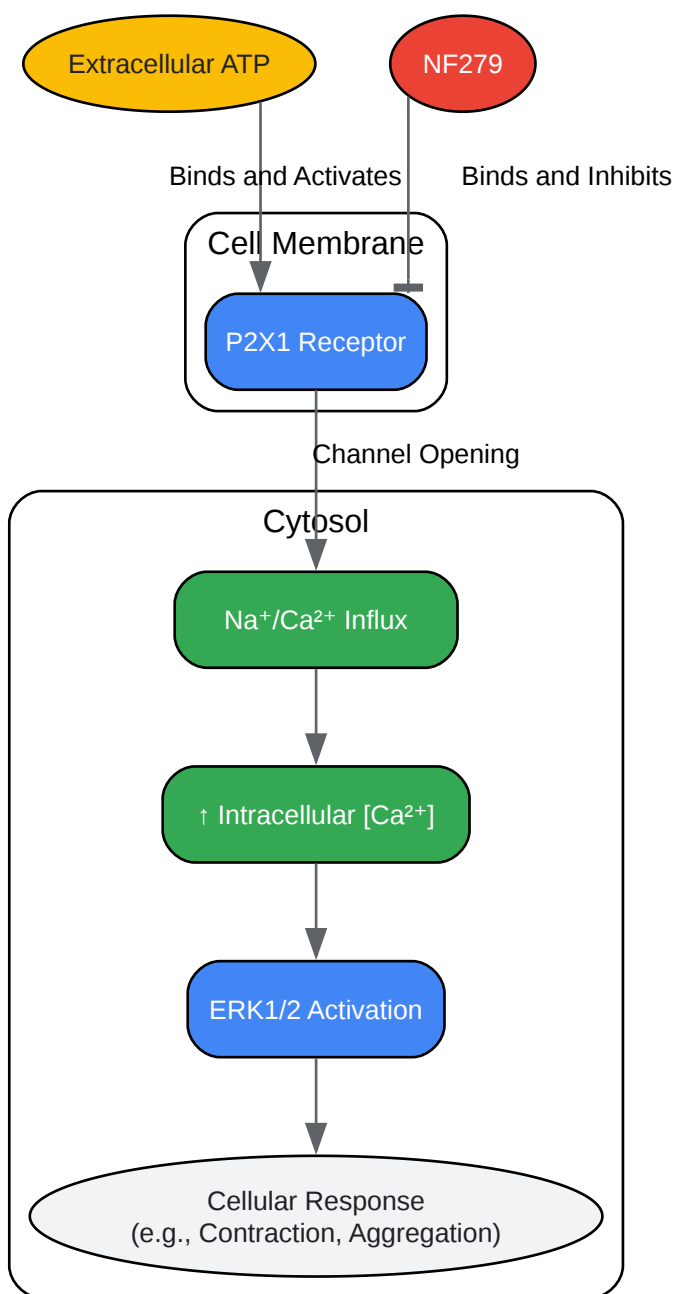 Extracellular ATP
NF279
Binds and Activates
Binds and Inhibits
Cell Membrane
P2X1 Receptor
Channel Opening
Cytosol
Na⁺/Ca²⁺ Influx
↑ Intracellular [Ca²⁺]
ERK1/2 Activation
Cellular Response
(e.g., Contraction, Aggregation)